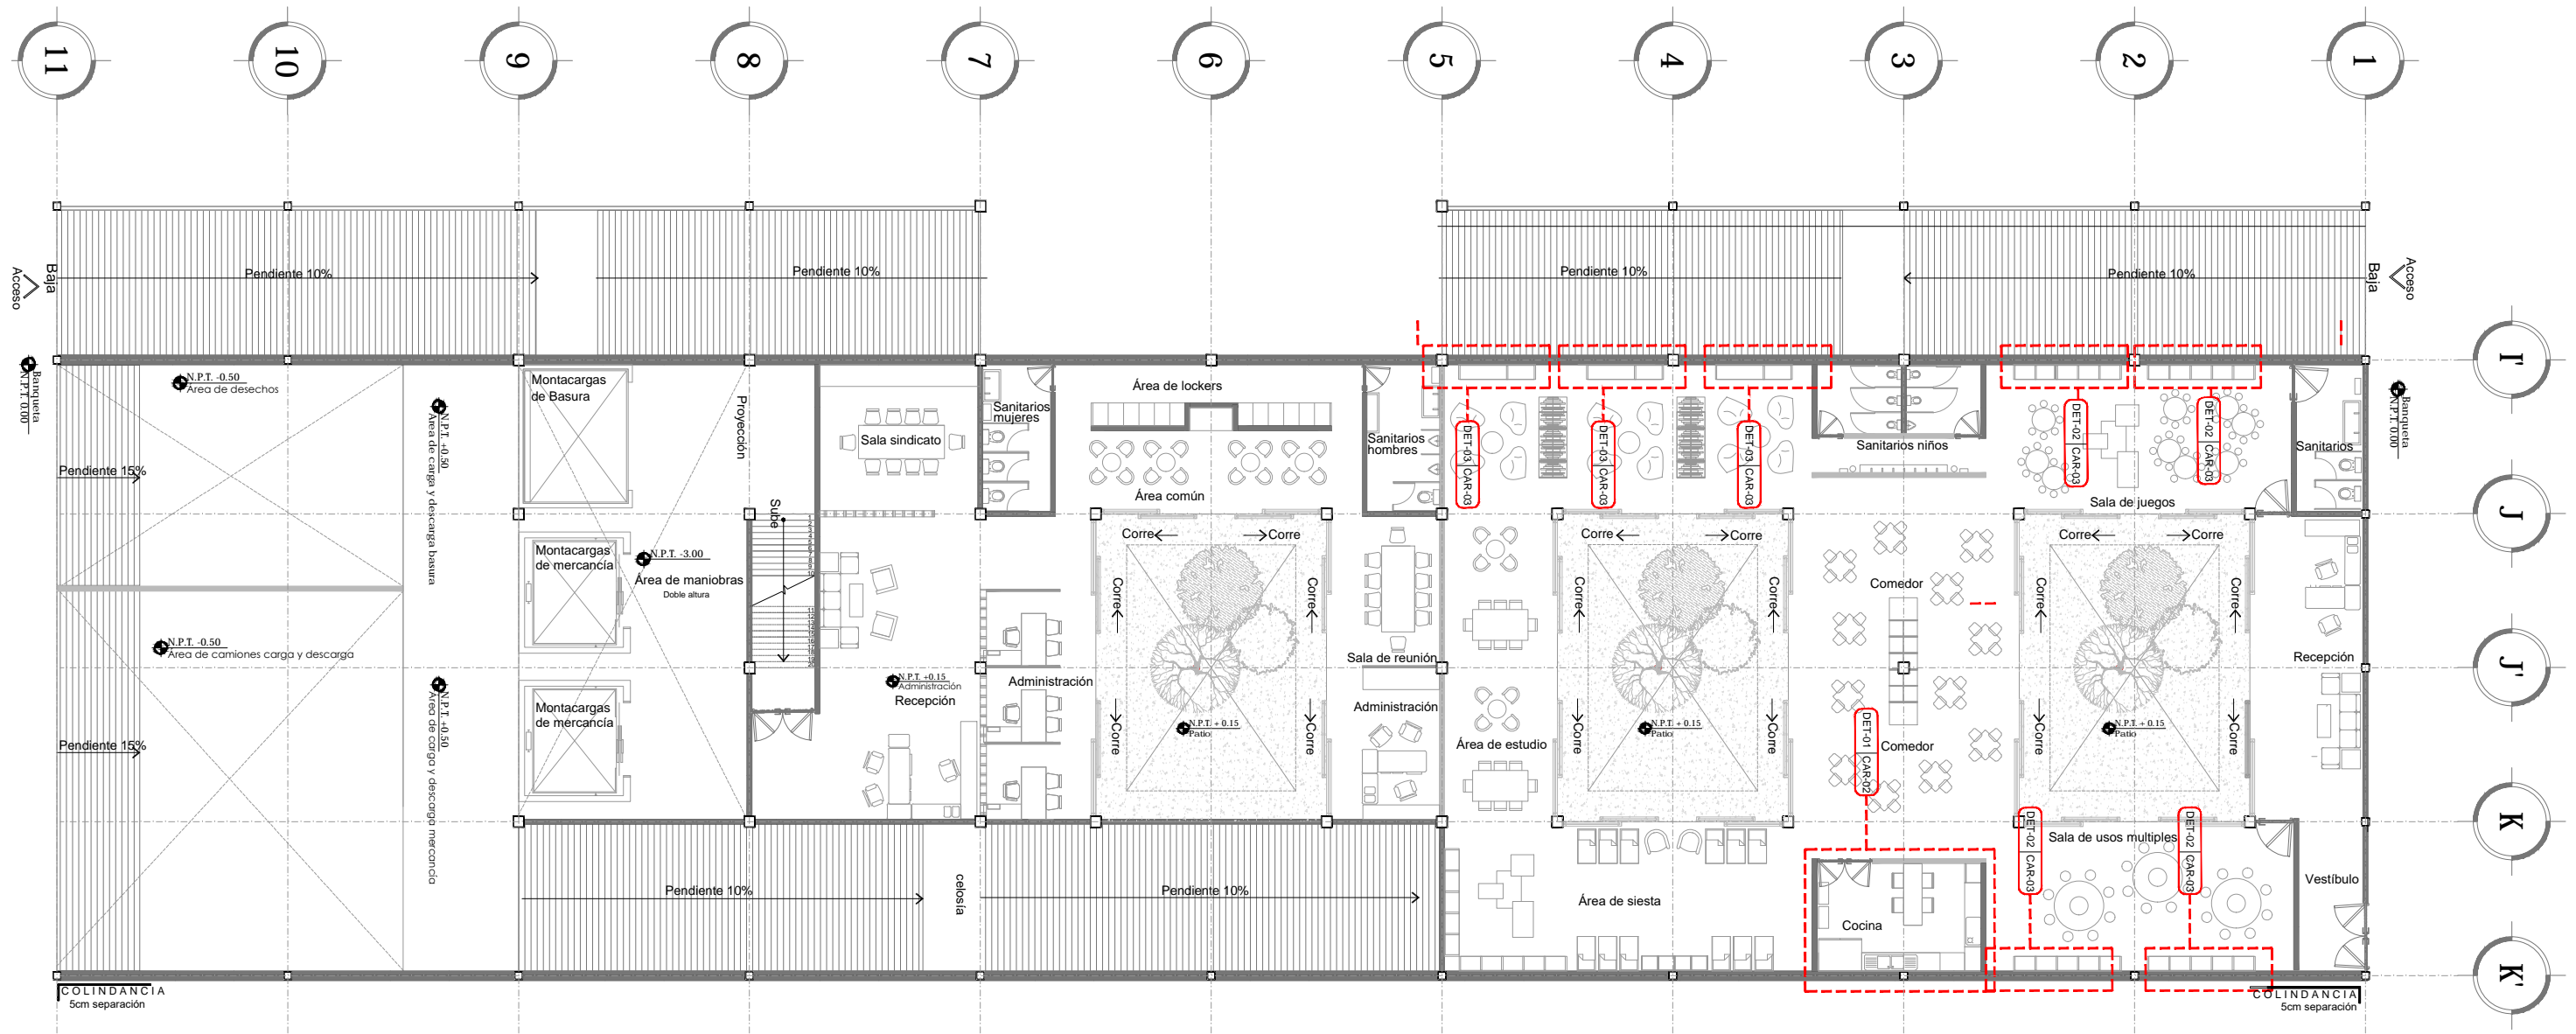 11
10
9
8
7
6
5
4
3
2
1
I'
J
J'
K
K'
Acceso
Baja
Pendiente 10%
Pendiente 10%
Pendiente 10%
Pendiente 10%
Baja
Acceso
Banqueta
N.P.T. 0.00
N.P.T. -0.50
Área de desechos
N.P.T. +0.50
Área de carga y descarga basura
Pendiente 15%
Montacargas
de Basura
Proyección
Sala sindicato
Sanitarios
mujeres
Área de lockers
Área común
Sanitarios
hombres
DET-03 CAR-03
DET-03 CAR-03
DET-03 CAR-03
Sanitarios niños
DET-02 CAR-03
DET-02 CAR-03
Sala de juegos
Sanitarios
Banqueta
N.P.T. 0.00
Sube
Montacargas
de mercancía
N.P.T. -3.00
Área de maniobras
Doble altura
N.P.T. -0.50
Área de camiones carga y descarga
N.P.T. +0.50
Área de carga y descarga mercancía
Pendiente 15%
Montacargas
de mercancía
N.P.T. +0.15
Administración
Recepción
Administración
Corre
Corre
Corre
Corre
Corre
Corre
N.P.T. + 0.15
Patio
Sala de reunión
Administración
Área de estudio
Corre
Corre
Corre
Corre
Corre
Corre
N.P.T. + 0.15
Patio
Comedor
Comedor
DET-01 CAR-02
Corre
Corre
Corre
Corre
Corre
Corre
N.P.T. + 0.15
Patio
Recepción
Pendiente 10%
celosía
Pendiente 10%
Área de siesta
Cocina
DET-02 CAR-03
Sala de usos multiples
DET-02 CAR-03
Vestíbulo
COLINDANCIA
5cm separación
COLINDANCIA
5cm separación